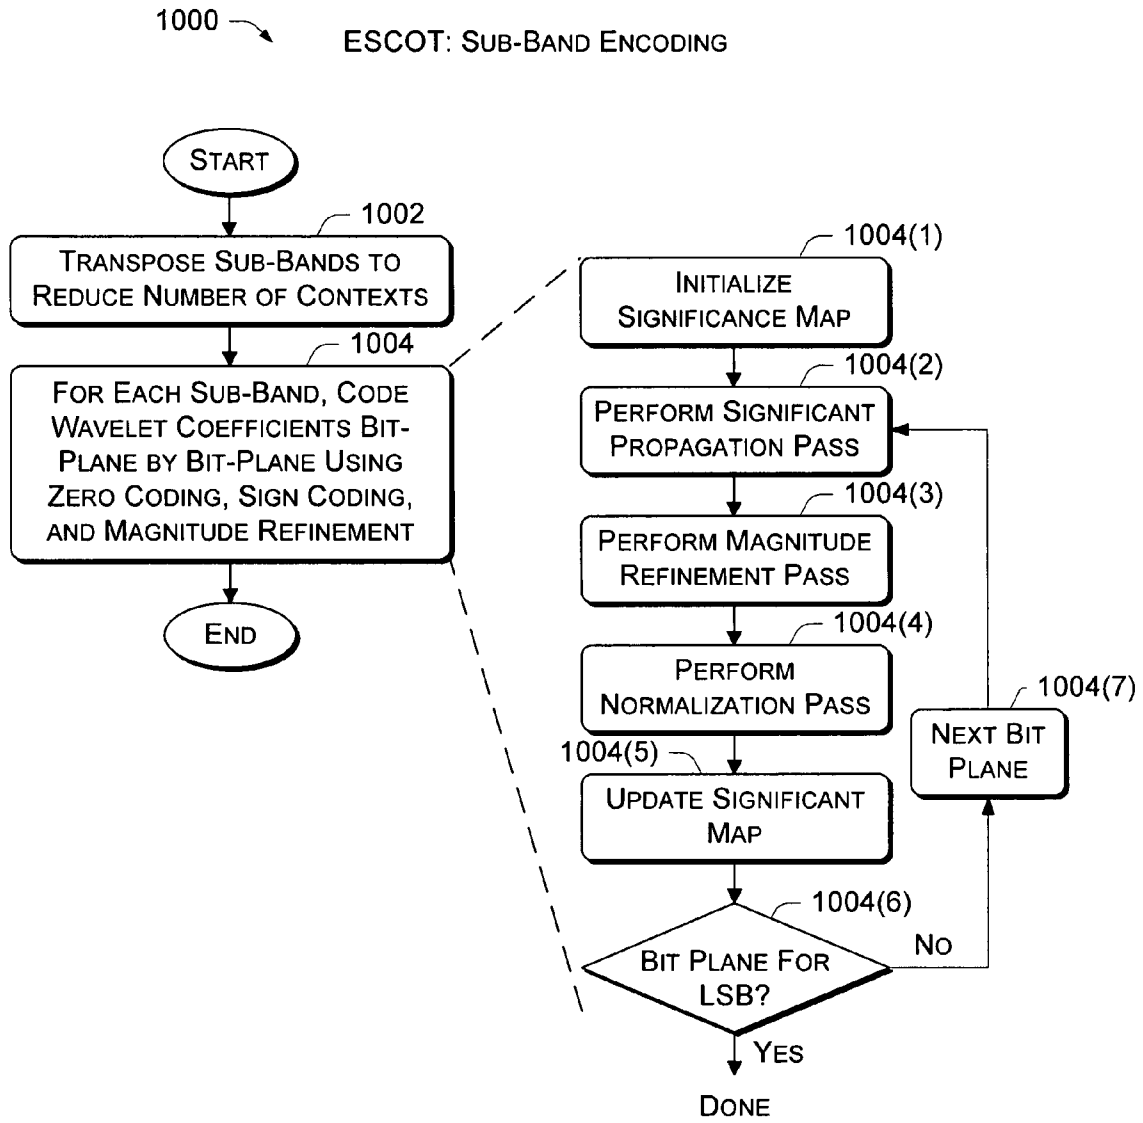 1000
ESCOT: SUB-BAND ENCODING
START
1002
TRANSPOSE SUB-BANDS TO
REDUCE NUMBER OF CONTEXTS
1004
FOR EACH SUB-BAND, CODE
WAVELET COEFFICIENTS BIT-
PLANE BY BIT-PLANE USING
ZERO CODING, SIGN CODING,
AND MAGNITUDE REFINEMENT
END
1004(1)
INITIALIZE
SIGNIFICANCE MAP
1004(2)
PERFORM SIGNIFICANT
PROPAGATION PASS
1004(3)
PERFORM MAGNITUDE
REFINEMENT PASS
1004(4)
PERFORM
NORMALIZATION PASS
1004(5)
UPDATE SIGNIFICANT
MAP
1004(6)
BIT PLANE FOR
LSB?
NO
1004(7)
NEXT BIT
PLANE
YES
DONE